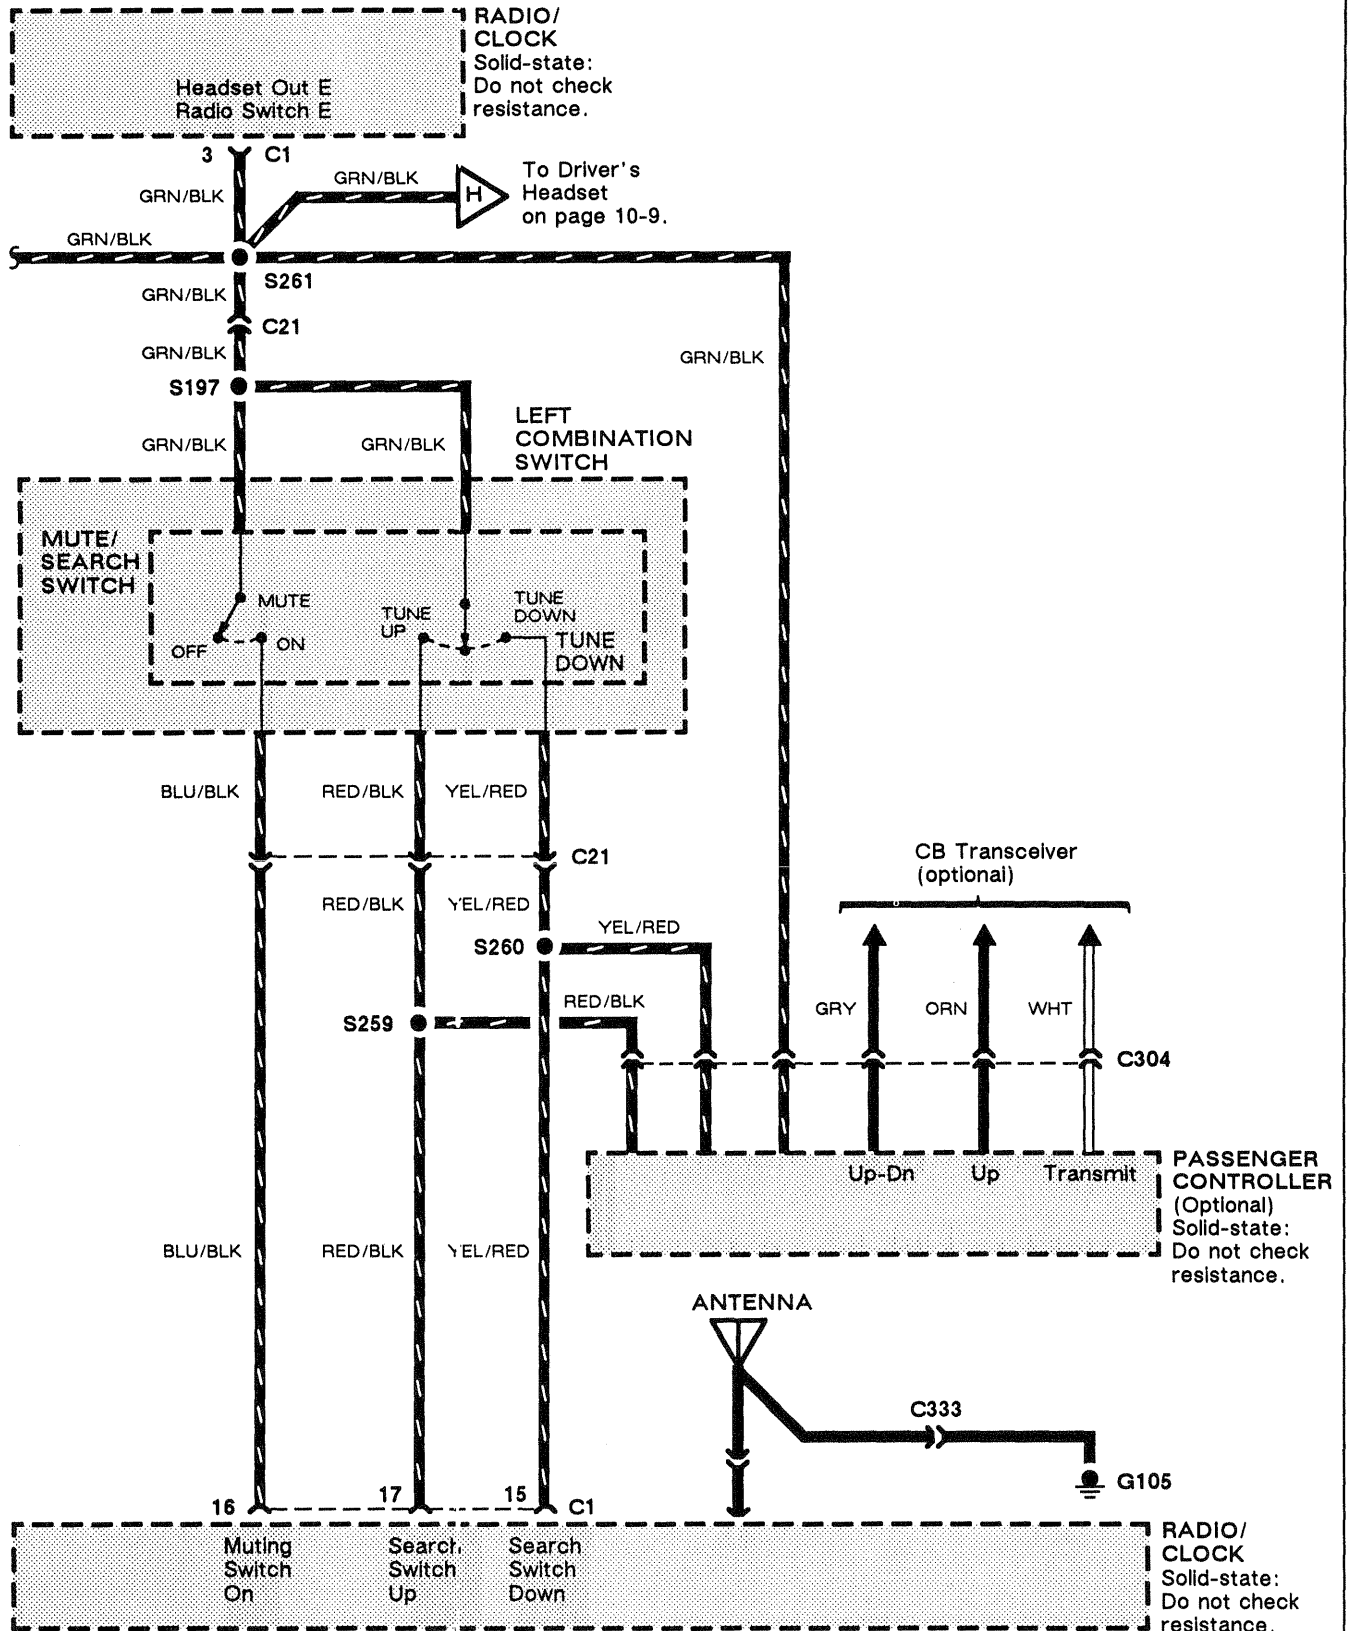 RADIO/
CLOCK
Solid-state:
Do not check
resistance.
Headset Out E
Radio Switch E
3
C1
GRN/BLK
GRN/BLK
H
To Driver's
Headset
on page 10-9.
GRN/BLK
S261
GRN/BLK
C21
GRN/BLK
GRN/BLK
S197
LEFT
COMBINATION
SWITCH
GRN/BLK
GRN/BLK
MUTE/
SEARCH
SWITCH
MUTE
OFF
ON
TUNE
UP
TUNE
DOWN
TUNE
DOWN
BLU/BLK
RED/BLK
YEL/RED
C21
CB Transceiver
(optional)
RED/BLK
YEL/RED
S260
YEL/RED
S259
RED/BLK
GRY
ORN
WHT
C304
Up-Dn
Up
Transmit
PASSENGER
CONTROLLER
(Optional)
Solid-state:
Do not check
resistance.
BLU/BLK
RED/BLK
YEL/RED
ANTENNA
C333
G105
16
17
15
C1
Muting
Switch
On
Search
Switch
Up
Search
Switch
Down
RADIO/
CLOCK
Solid-state:
Do not check
resistance.